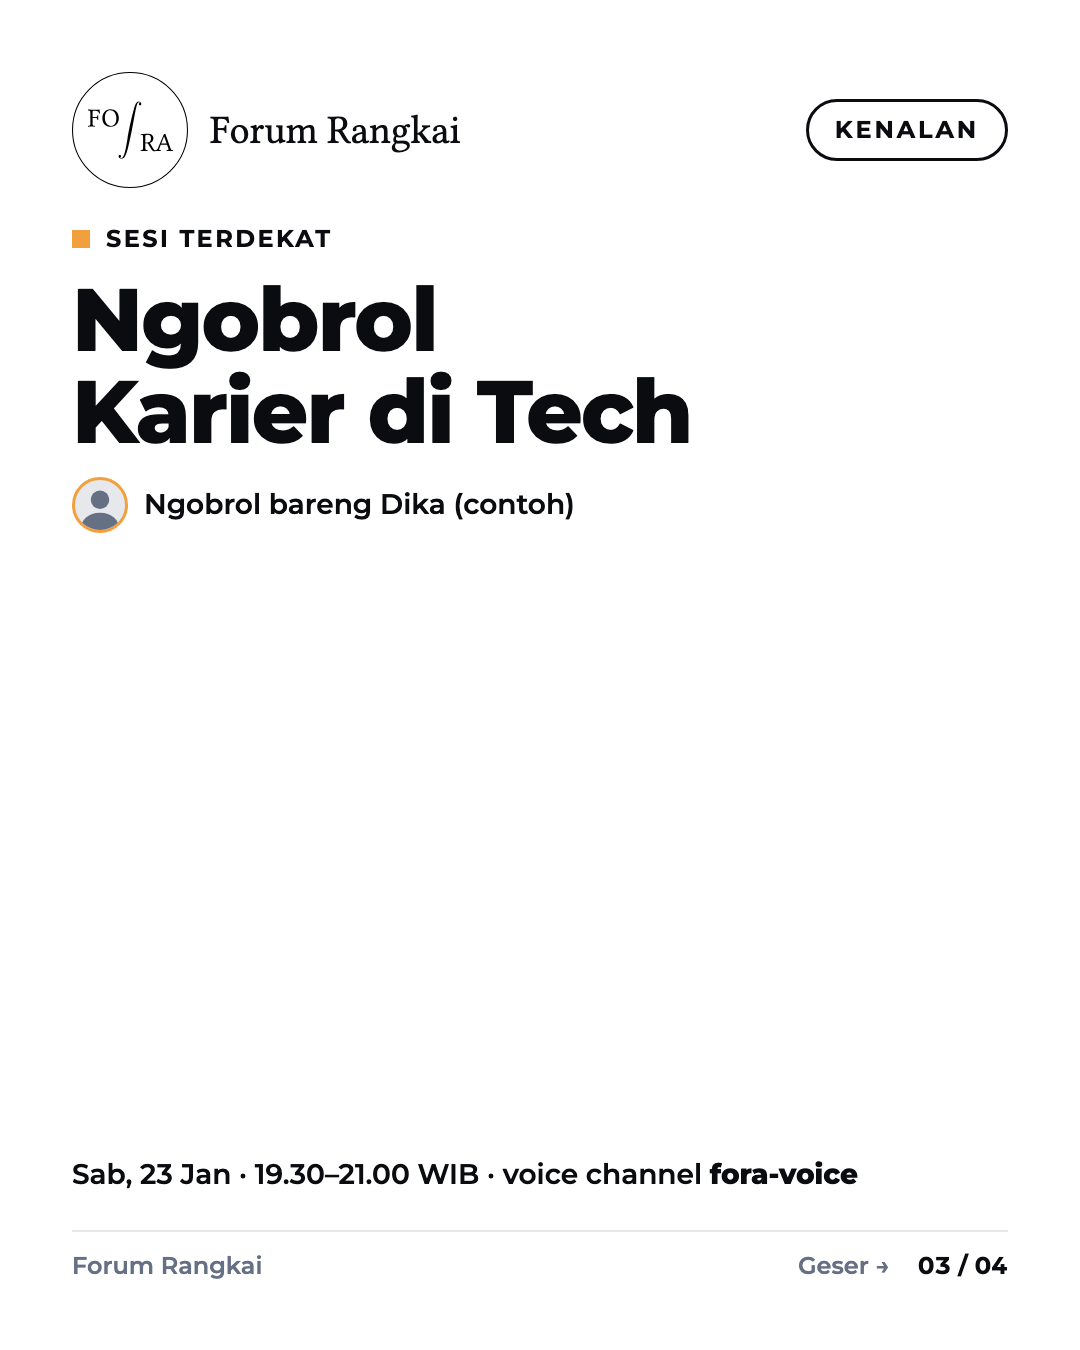 FO RA
Forum Rangkai
KENALAN
SESI TERDEKAT
Ngobrol
Karier di Tech
Ngobrol bareng Dika (contoh)
Sab, 23 Jan · 19.30–21.00 WIB · voice channel fora-voice
Forum Rangkai
Geser → 03 / 04